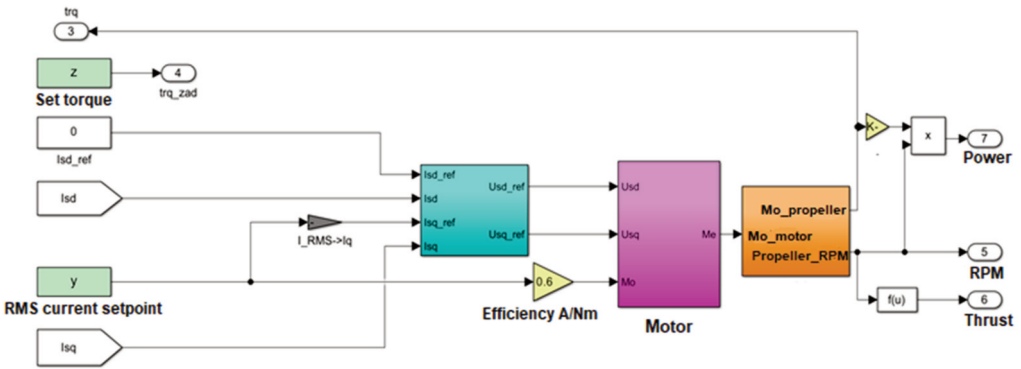 trq
3
z
Set torque
4
trq_zad
0
Isd_ref
Isd
I_RMS->Iq
y
RMS current setpoint
Isq
Isd_ref
Isd
Isq_ref
Isq
Usd_ref
Usq_ref
0.6
Efficiency A/Nm
Usd
Usq
Mo
Me
Motor
Mo_propeller
Mo_motor
Propeller_RPM
K-
x
7
Power
5
RPM
f(u)
6
Thrust